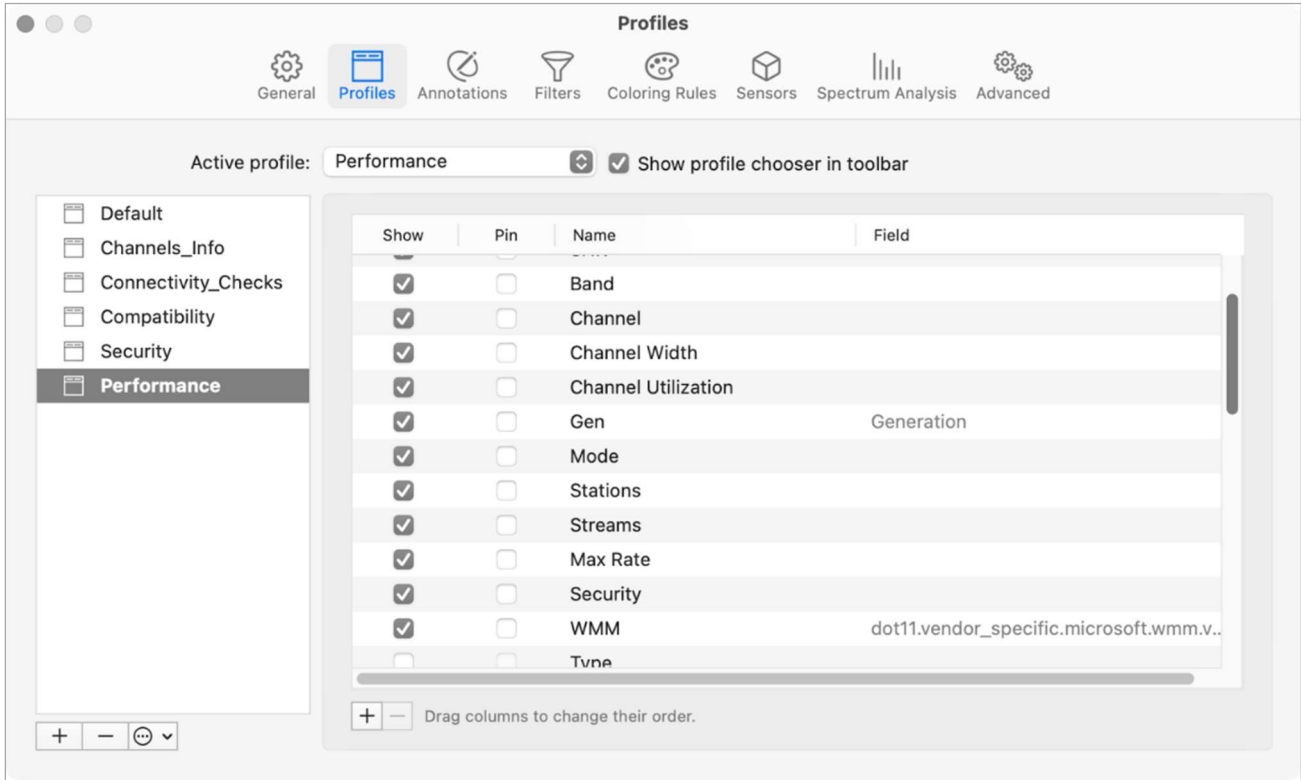 Profiles
General Profiles Annotations Filters Coloring Rules Sensors Spectrum Analysis Advanced
Active profile: Performance Show profile chooser in toolbar
Default
Channels_Info
Connectivity_Checks
Compatibility
Security
Performance
Show Pin Name Field
Band
Channel
Channel Width
Channel Utilization
Gen Generation
Mode
Stations
Streams
Max Rate
Security
WMM dot11.vendor_specific.microsoft.wmm.v..
Type
Drag columns to change their order.